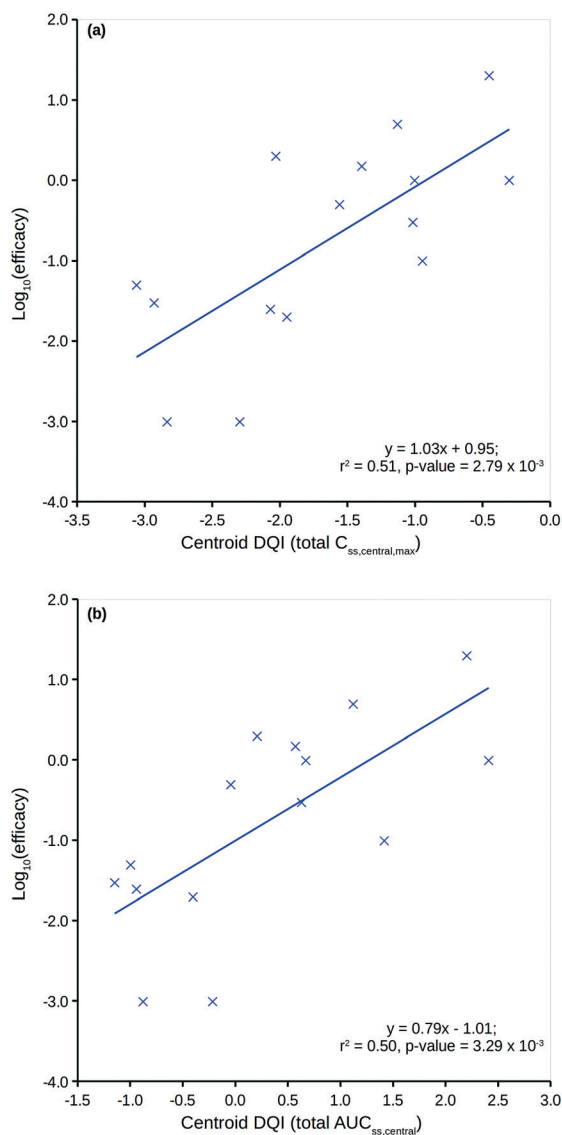 (a)
2.0
1.0
0.0
-1.0
-2.0
-3.0
-4.0
Log₁₀(efficacy)
y = 1.03x + 0.95;
r² = 0.51, p-value = 2.79 x 10⁻³
-3.5 -3.0 -2.5 -2.0 -1.5 -1.0 -0.5 0.0
Centroid DQI (total Css,central,max)
(b)
2.0
1.0
0.0
-1.0
-2.0
-3.0
-4.0
Log₁₀(efficacy)
y = 0.79x - 1.01;
r² = 0.50, p-value = 3.29 x 10⁻³
-1.5 -1.0 -0.5 0.0 0.5 1.0 1.5 2.0 2.5 3.0
Centroid DQI (total AUCss,central)